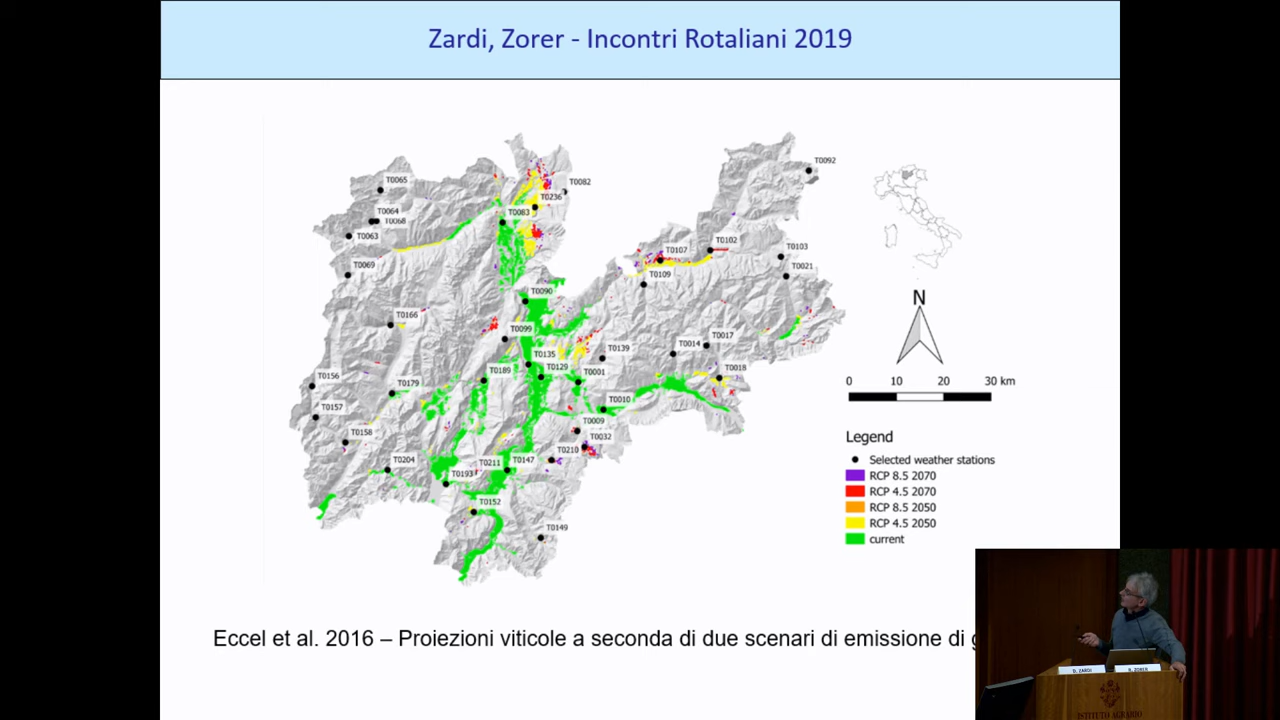 Zardi, Zorer - Incontri Rotaliani 2019
T0092
T0065
T0082
T0236
T0064
T0083
T0068
T0063
T0102
T0107
T0103
T0069
T0021
T0109
T0090
N
T0166
T0099
T0017
T0139
T0014
T0135
T0129
T0018
T0189
T0001
T0156
T0179
0 10 20 30 km
T0010
T0157
T0009
T0158
T0032
Legend
T0210
T0204
T0211
T0147
Selected weather stations
T0193
RCP 8.5 2070
RCP 4.5 2070
T0152
RCP 8.5 2050
RCP 4.5 2050
T0149
current
Eccel et al. 2016 – Proiezioni viticole a seconda di due scenari di emissione di
D. ZARDI
R. ZORER
ISTITUTO AGRARIO